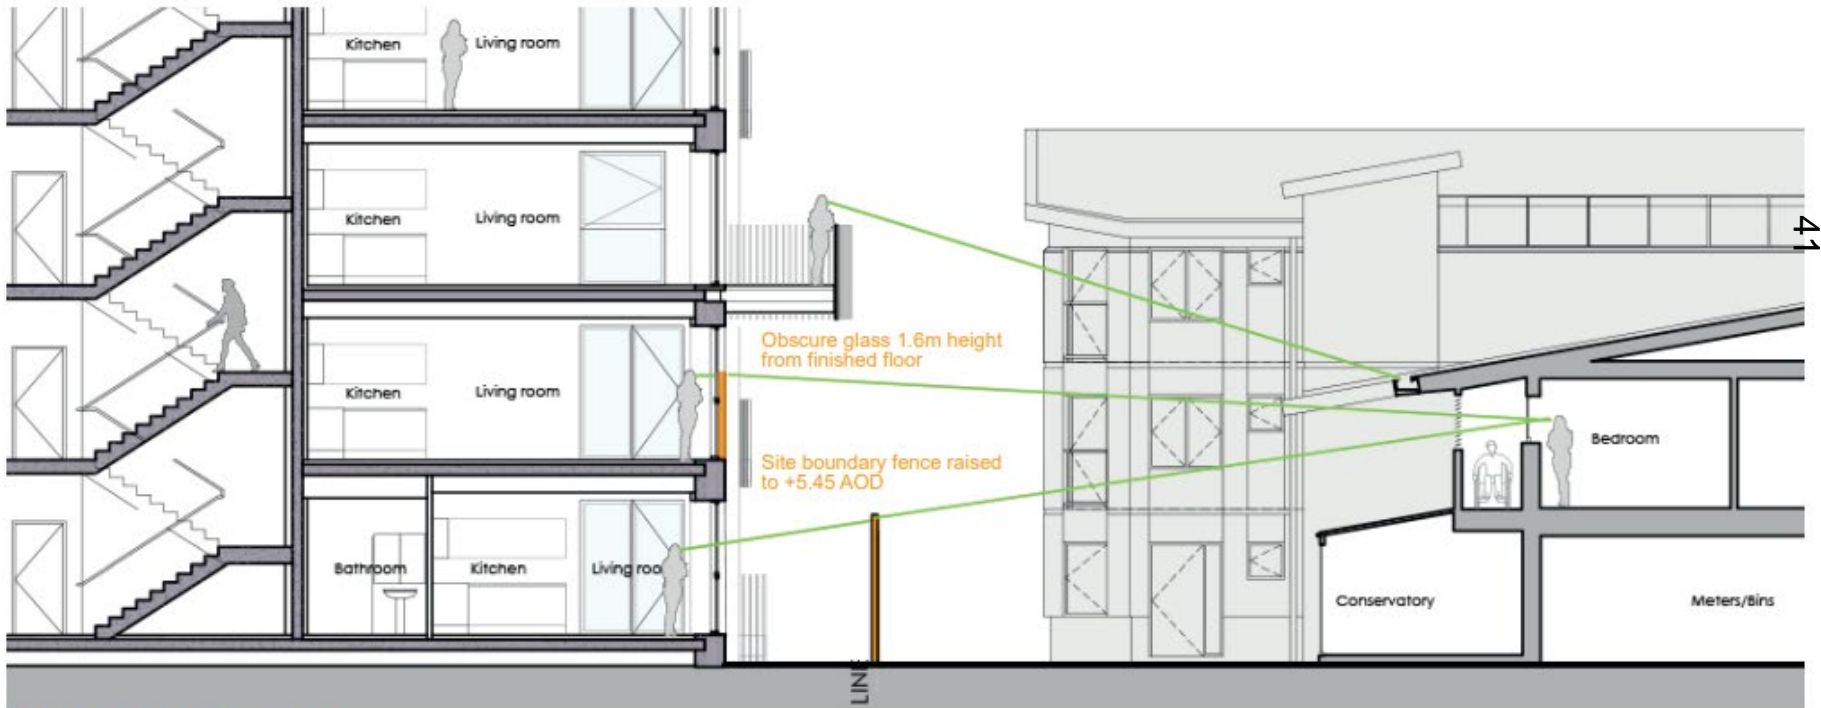 Kitchen
Living room
Kitchen
Living room
41
Obscure glass 1.6m height
from finished floor
Kitchen
Living room
Bedroom
Site boundary fence raised
to +5.45 AOD
Bathroom
Kitchen
Living roo
Conservatory
Meters/Bins
LINE